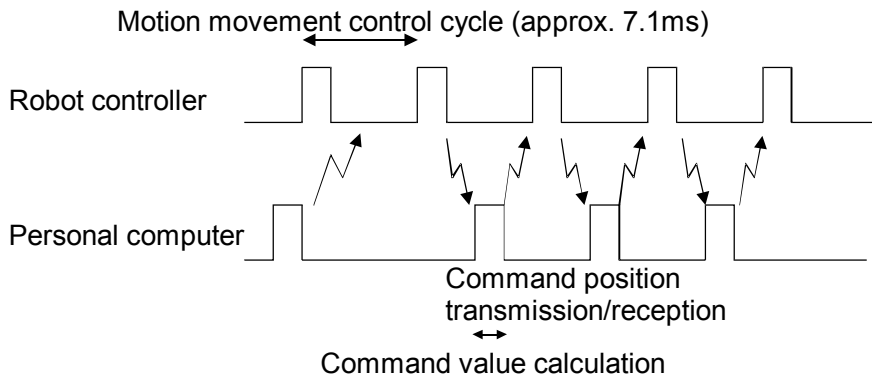 Motion movement control cycle (approx. 7.1ms)
Robot controller
Personal computer
Command position
transmission/reception
Command value calculation